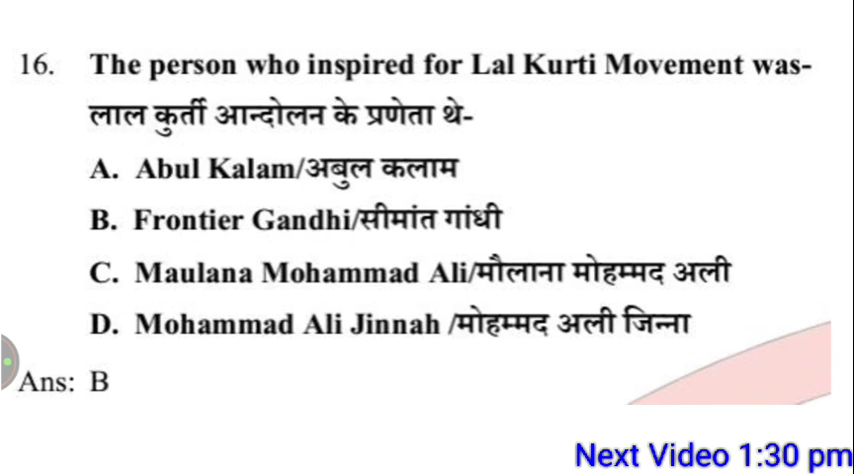 16. The person who inspired for Lal Kurti Movement was-
लाल कुर्ती आन्दोलन के प्रणेता थे-
A. Abul Kalam/अबुल कलाम
B. Frontier Gandhi/सीमांत गांधी
C. Maulana Mohammad Ali/मौलाना मोहम्मद अली
D. Mohammad Ali Jinnah /मोहम्मद अली जिन्ना
Ans: B
Next Video 1:30 pm